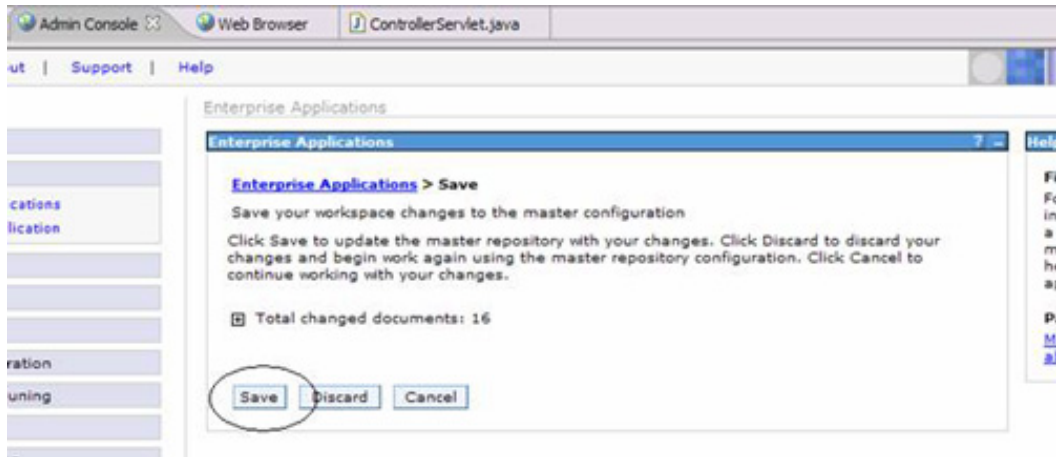 Admin Console Web Browser ControllerServlet.java
ut | Support | Help
Enterprise Applications
Enterprise Applications ? Help
Enterprise Applications > Save
Save your workspace changes to the master configuration
cations
lication
Click Save to update the master repository with your changes. Click Discard to discard your
changes and begin work again using the master repository configuration. Click Cancel to
continue working with your changes.
Total changed documents: 16
ration
uning
Save Discard Cancel